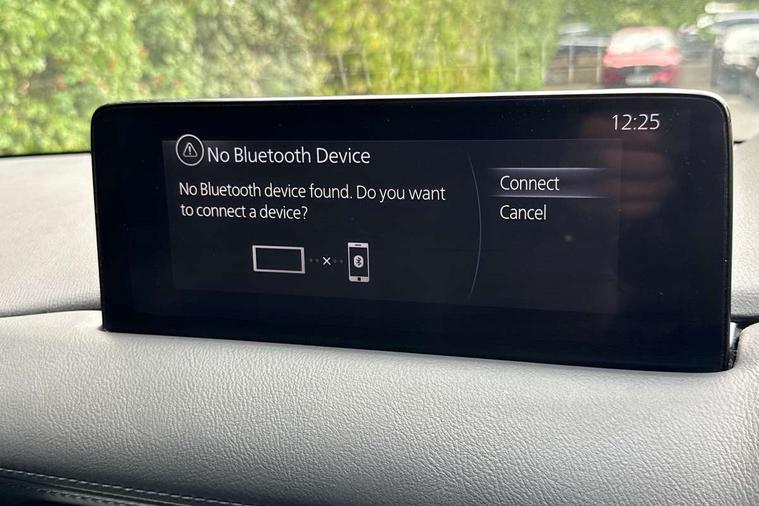 12:25
No Bluetooth Device
No Bluetooth device found. Do you want
to connect a device?
Connect
Cancel